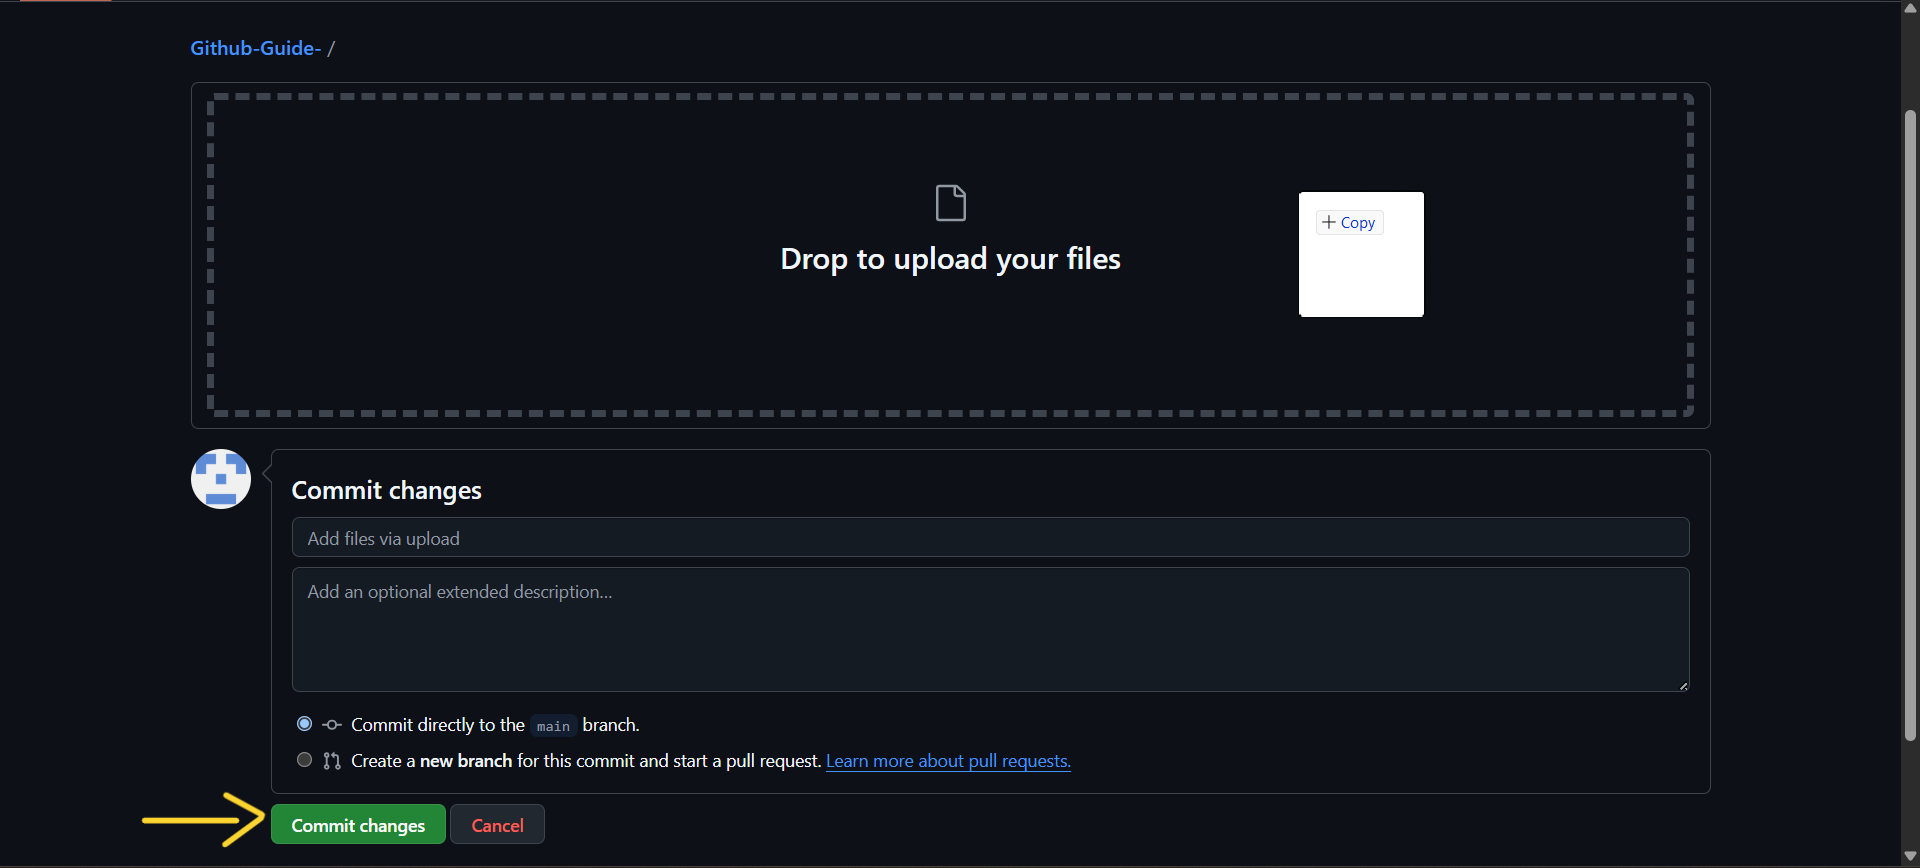 Github-Guide- /
Drop to upload your files
+ Copy
Commit changes
Add files via upload
Add an optional extended description...
Commit directly to the main branch.
Create a new branch for this commit and start a pull request. Learn more about pull requests.
Commit changes Cancel